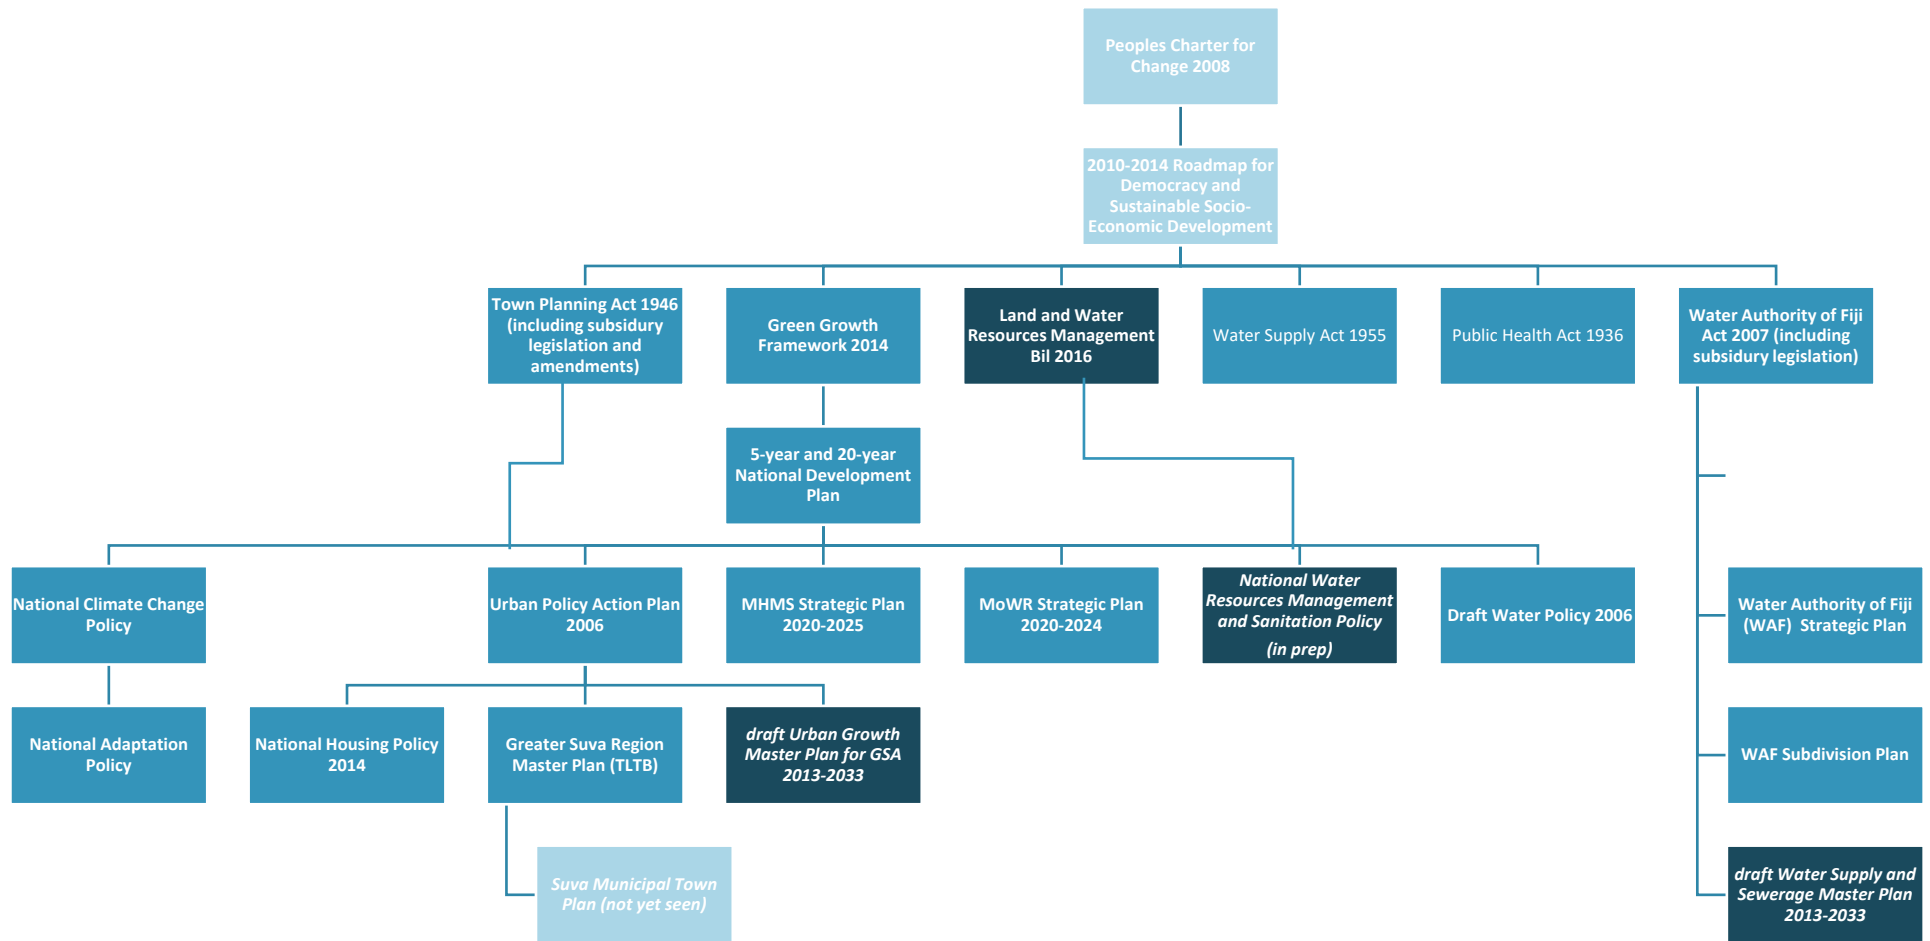 Peoples Charter for
Change 2008
2010-2014 Roadmap for
Democracy and
Sustainable Socio-
Economic Development
Town Planning Act 1946
(including subsidury
legislation and
amendments)
Green Growth
Framework 2014
Land and Water
Resources Management
Bil 2016
Water Supply Act 1955
Public Health Act 1936
Water Authority of Fiji
Act 2007 (including
subsidury legislation)
5-year and 20-year
National Development
Plan
National Climate Change
Policy
Urban Policy Action Plan
2006
MHMS Strategic Plan
2020-2025
MoWR Strategic Plan
2020-2024
National Water
Resources Management
and Sanitation Policy
(in prep)
Draft Water Policy 2006
Water Authority of Fiji
(WAF) Strategic Plan
National Adaptation
Policy
National Housing Policy
2014
Greater Suva Region
Master Plan (TLTB)
draft Urban Growth
Master Plan for GSA
2013-2033
WAF Subdivision Plan
Suva Municipal Town
Plan (not yet seen)
draft Water Supply and
Sewerage Master Plan
2013-2033